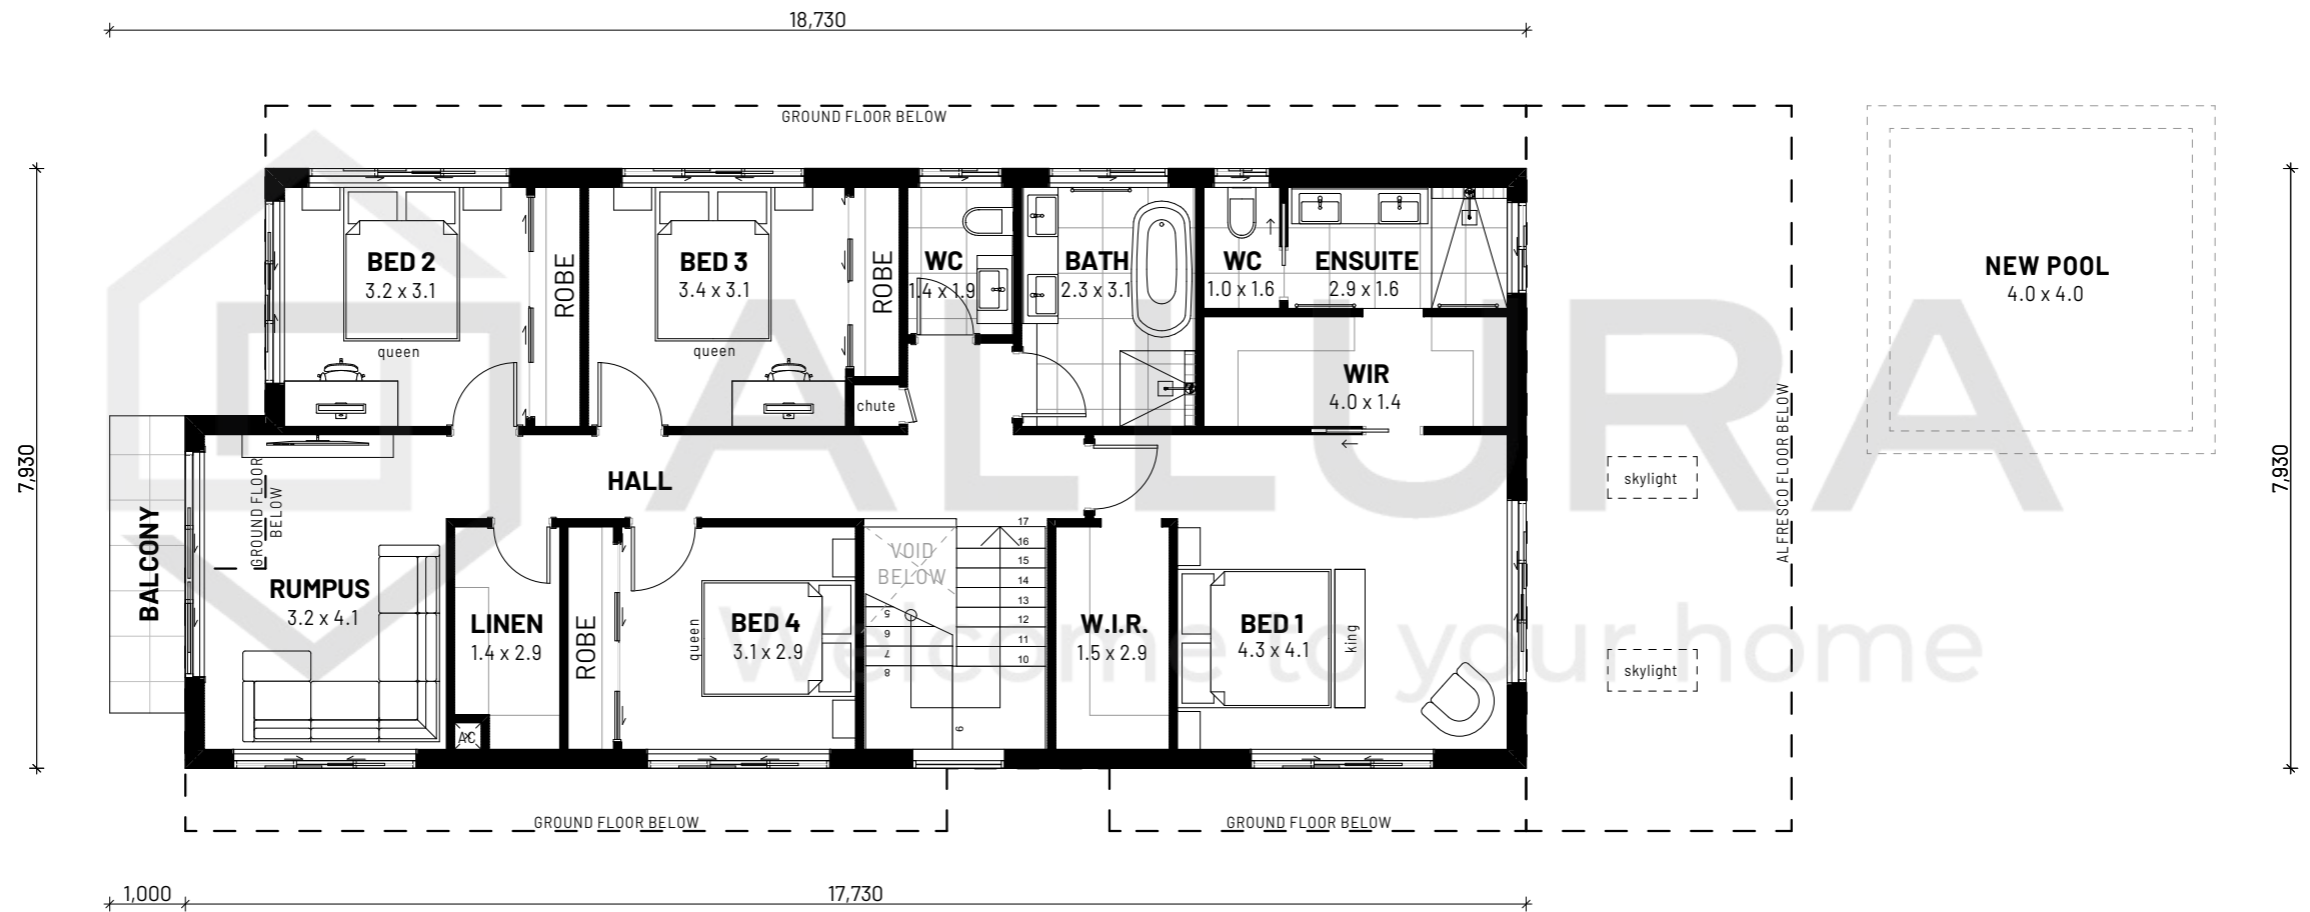 18,730
GROUND FLOOR BELOW
7,930
7,930
BED 2
3.2 x 3.1
queen
ROBE
BED 3
3.4 x 3.1
queen
ROBE
chute
WC
1.4 x 1.9
BATH
2.3 x 3.1
WC
1.0 x 1.6
ENSUITE
2.9 x 1.6
WIR
4.0 x 1.4
NEW POOL
4.0 x 4.0
ALLURA
Welcome to your home
HALL
BALCONY
GROUND FLOOR
BELOW
RUMPUS
3.2 x 4.1
LINEN
1.4 x 2.9
AC
ROBE
queen
BED 4
3.1 x 2.9
VOID
BELOW
5
6
7
8
9
17
16
15
14
13
12
11
10
W.I.R.
1.5 x 2.9
BED 1
4.3 x 4.1
king
skylight
skylight
ALFRESCO FLOOR BELOW
GROUND FLOOR BELOW
GROUND FLOOR BELOW
1,000
17,730